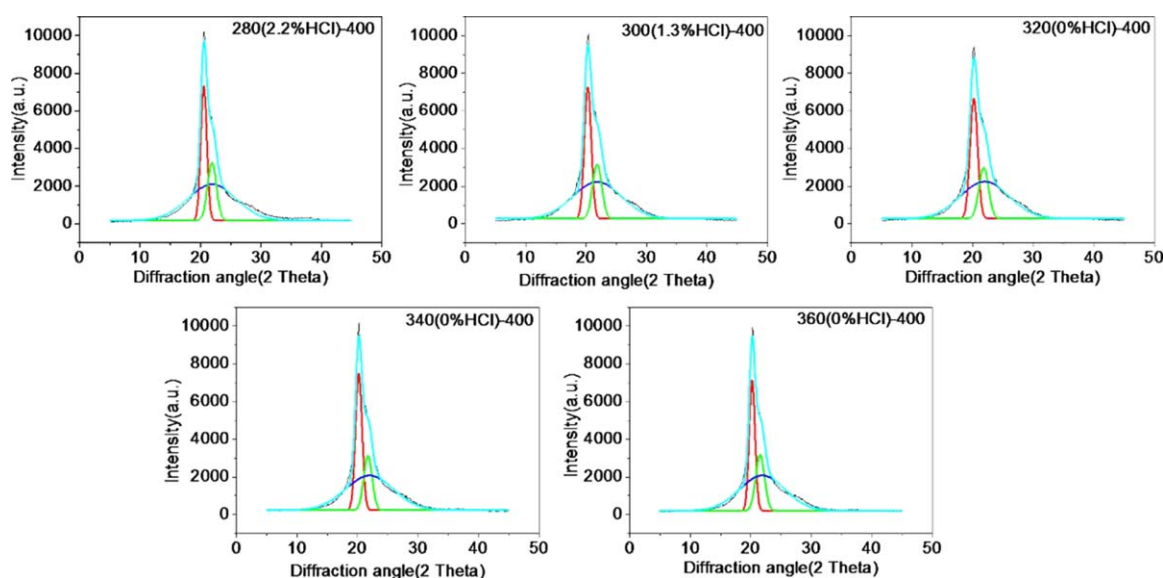 280(2.2%HCl)-400
10000
8000
6000
4000
2000
0
Intensity(a.u.)
0 10 20 30 40 50
Diffraction angle(2 Theta)
300(1.3%HCl)-400
10000
8000
6000
4000
2000
0
Intensity(a.u.)
0 10 20 30 40 50
Diffraction angle(2 Theta)
320(0%HCl)-400
10000
8000
6000
4000
2000
0
Intensity(a.u.)
0 10 20 30 40 50
Diffraction angle(2 Theta)
340(0%HCl)-400
10000
8000
6000
4000
2000
0
Intensity(a.u.)
0 10 20 30 40 50
Diffraction angle(2 Theta)
360(0%HCl)-400
10000
8000
6000
4000
2000
0
Intensity(a.u.)
0 10 20 30 40 50
Diffraction angle(2 Theta)